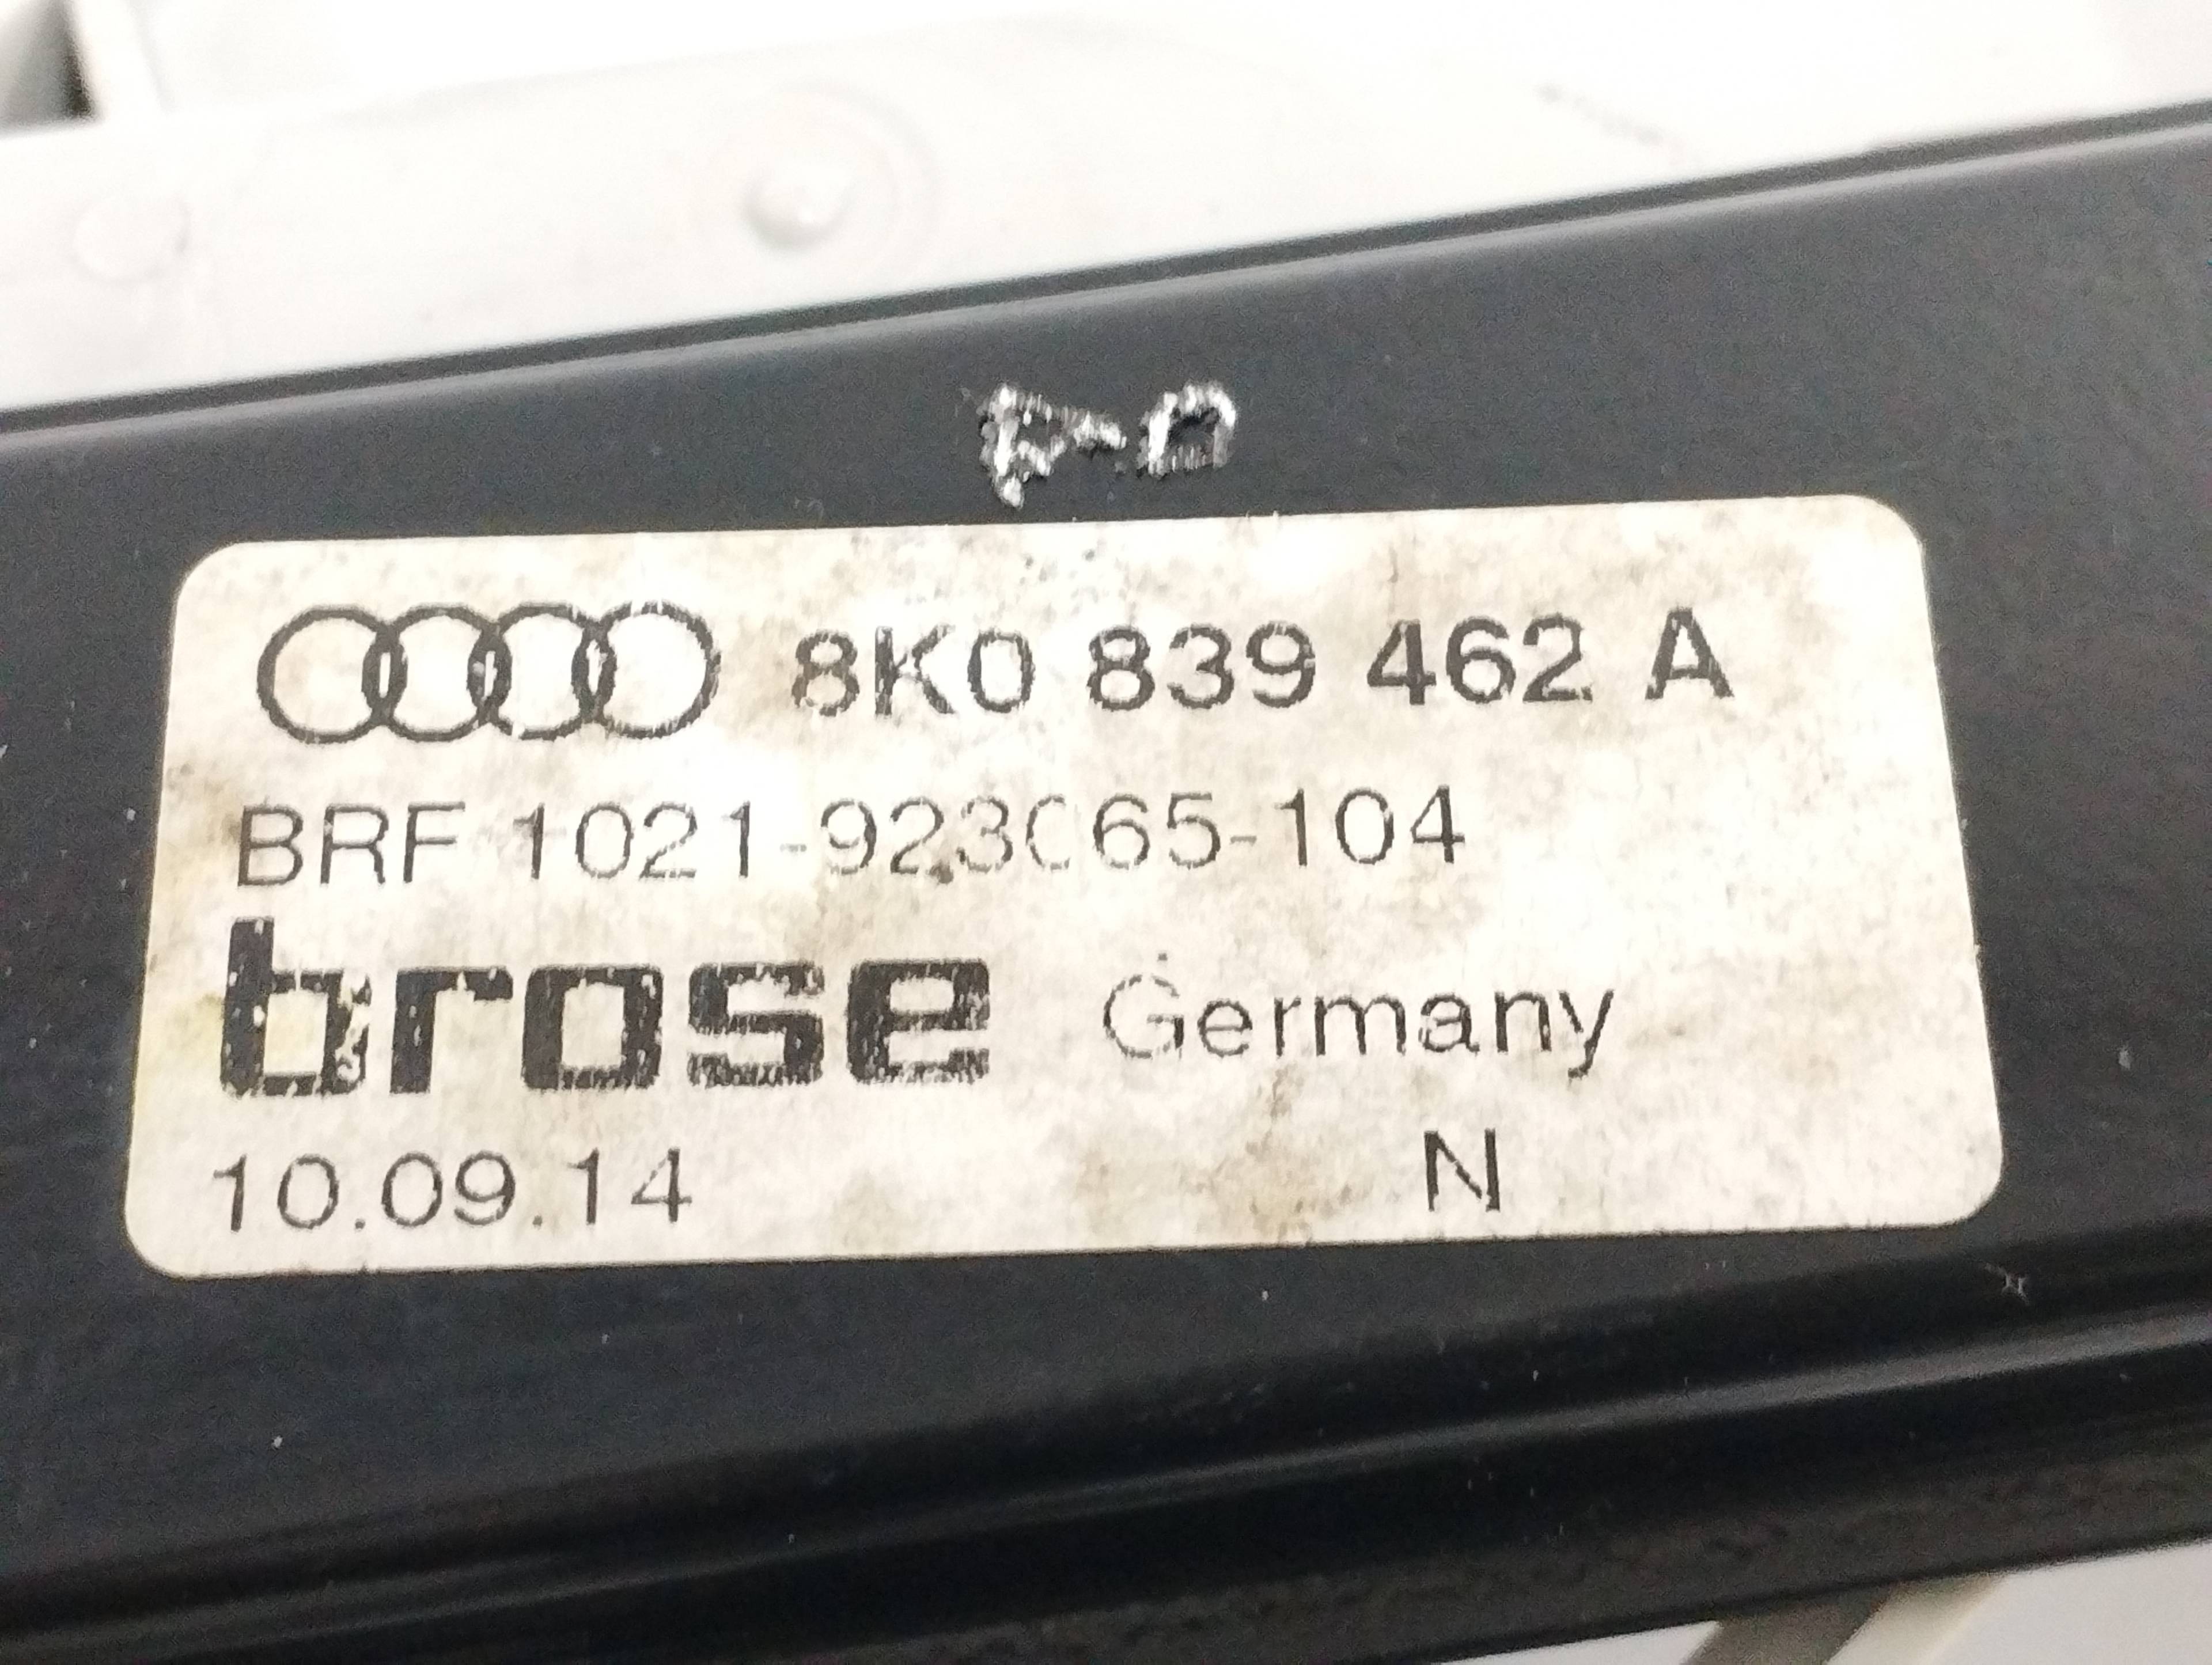 8K0 839 462 A
BRF 1021-923065-104
brose Germany
10.09.14 N